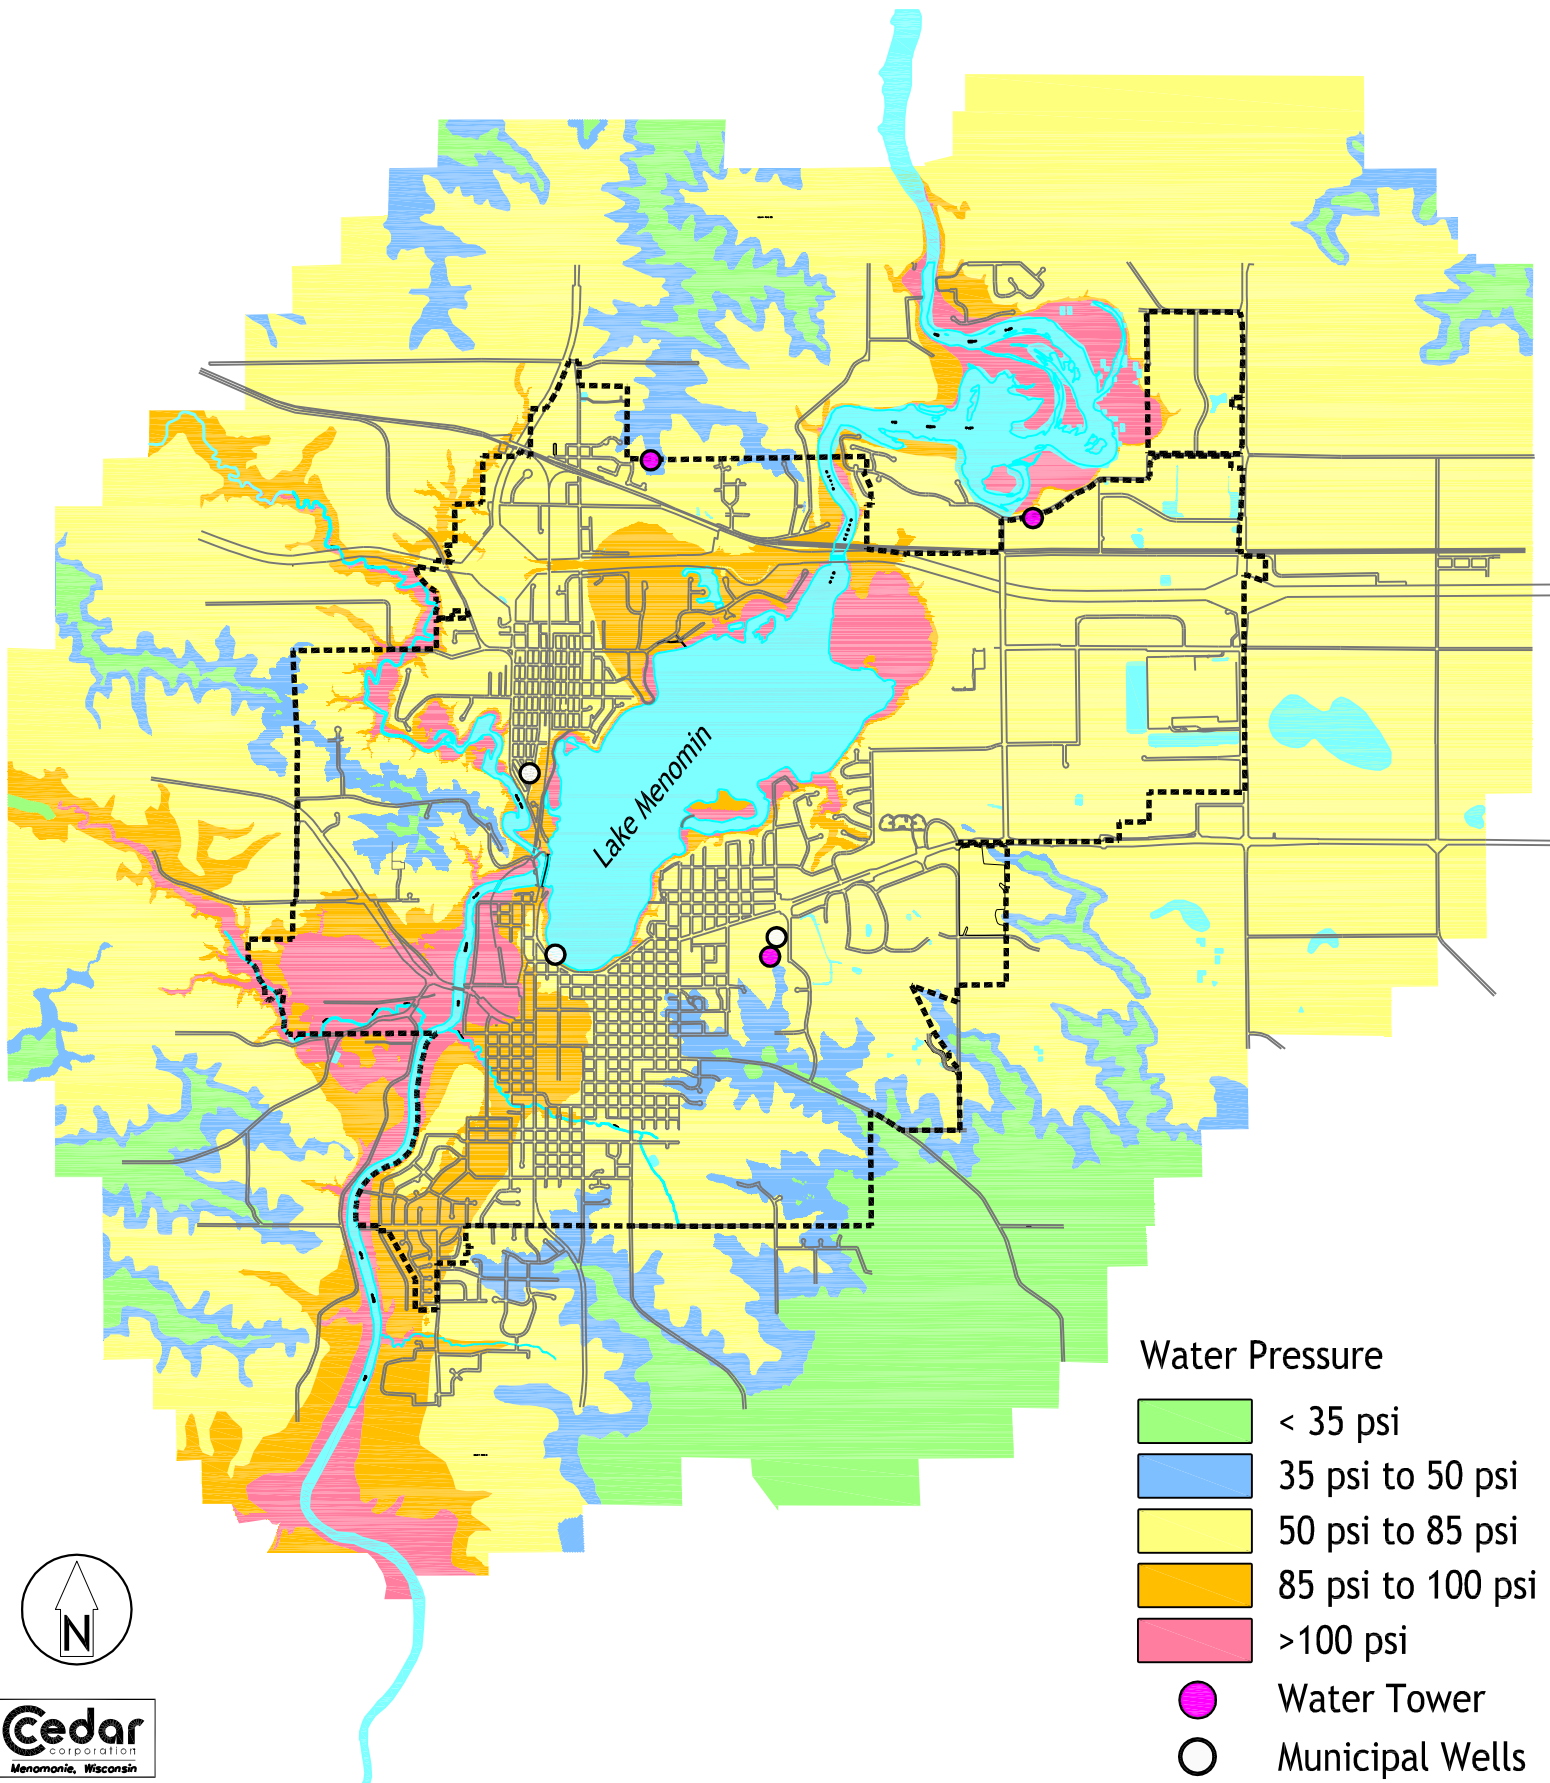 Lake Menomin
Water Pressure
< 35 psi
35 psi to 50 psi
50 psi to 85 psi
85 psi to 100 psi
>100 psi
Water Tower
Municipal Wells
N
Cedar
corporation
Menomonie, Wisconsin